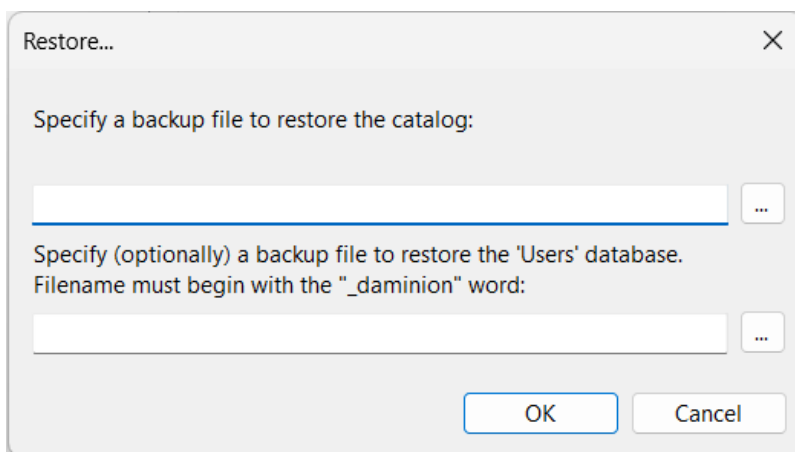 Restore...
Specify a backup file to restore the catalog:
...
Specify (optionally) a backup file to restore the 'Users' database.
Filename must begin with the "_daminion" word:
...
OK Cancel